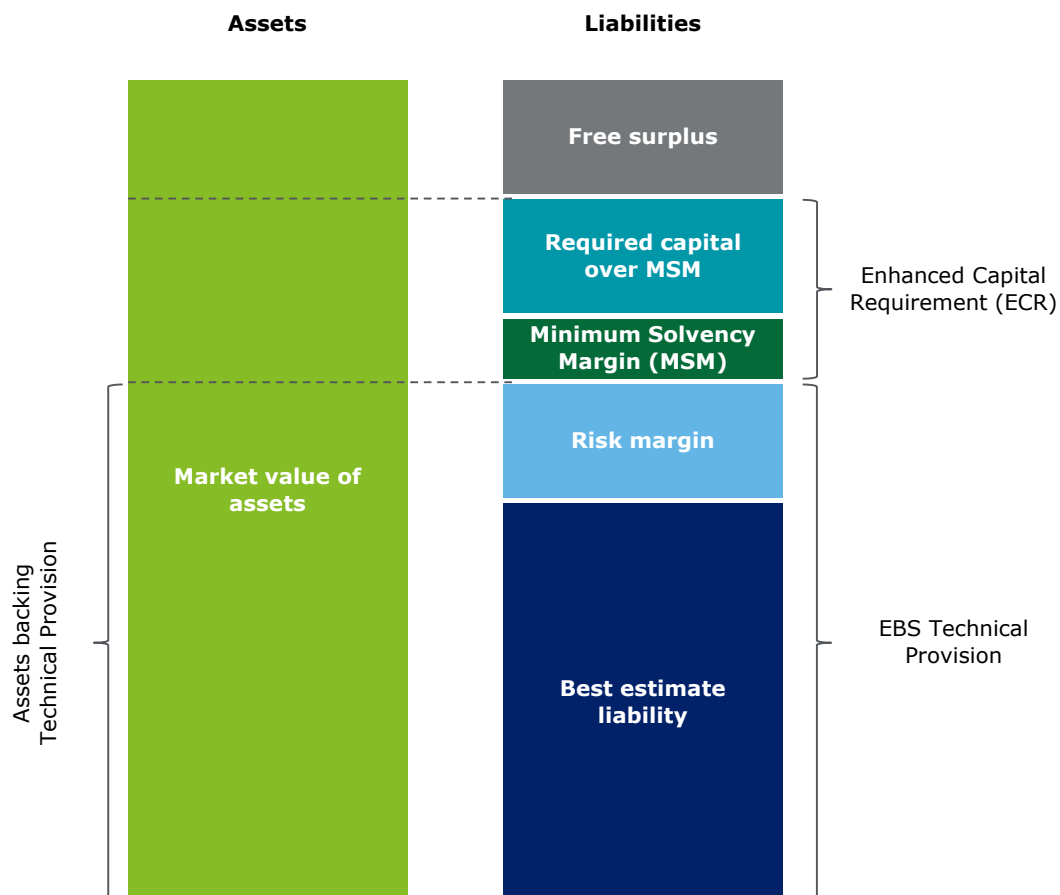 Assets
Liabilities
Free surplus
Required capital
over MSM
Enhanced Capital
Requirement (ECR)
Minimum Solvency
Margin (MSM)
Risk margin
Market value of
assets
Assets backing
Technical Provision
EBS Technical
Provision
Best estimate
liability